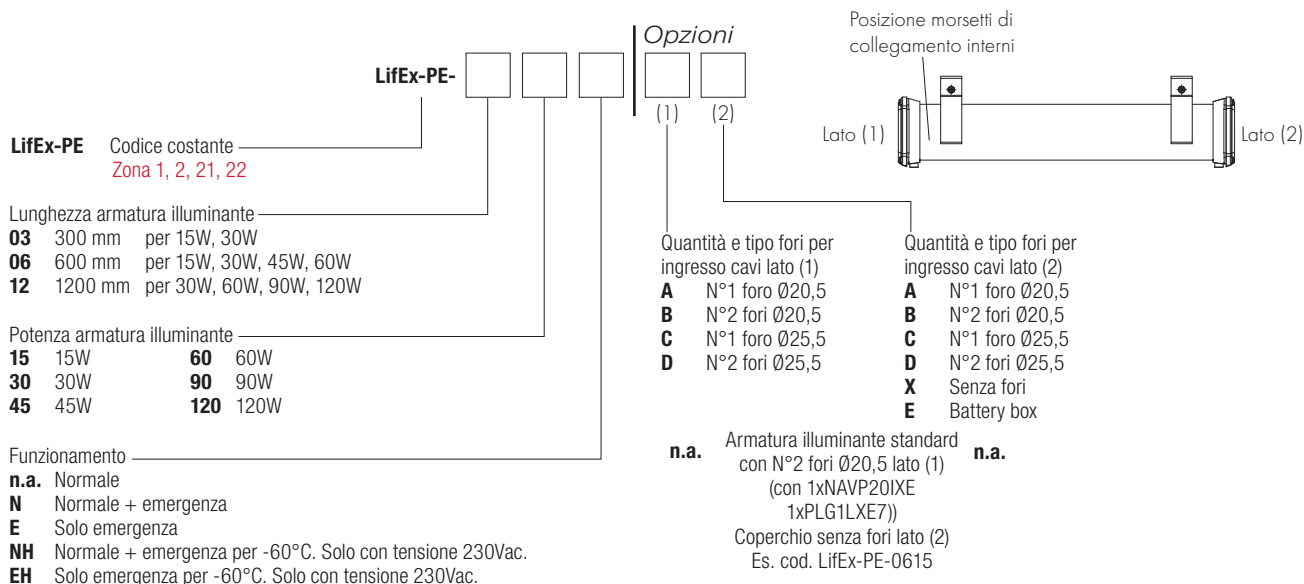 Opzioni
Posizione morsetti di
collegamento interni
LifEx-PE-
(1) (2)
Lato (1)
Lato (2)
LifEx-PE Codice costante
Zona 1, 2, 21, 22
Lunghezza armatura illuminante
03 300 mm per 15W, 30W
06 600 mm per 15W, 30W, 45W, 60W
12 1200 mm per 30W, 60W, 90W, 120W
Potenza armatura illuminante
15 15W 60 60W
30 30W 90 90W
45 45W 120 120W
Funzionamento
n.a. Normale
N Normale + emergenza
E Solo emergenza
NH Normale + emergenza per -60°C. Solo con tensione 230Vac.
EH Solo emergenza per -60°C. Solo con tensione 230Vac.
Quantità e tipo fori per
ingresso cavi lato (1)
A N°1 foro Ø20,5
B N°2 fori Ø20,5
C N°1 foro Ø25,5
D N°2 fori Ø25,5
Quantità e tipo fori per
ingresso cavi lato (2)
A N°1 foro Ø20,5
B N°2 fori Ø20,5
C N°1 foro Ø25,5
D N°2 fori Ø25,5
X Senza fori
E Battery box
n.a. Armatura illuminante standard n.a.
con N°2 fori Ø20,5 lato (1)
(con 1xNAVP20IXE
1xPLG1LXE7))
Coperchio senza fori lato (2)
Es. cod. LifEx-PE-0615